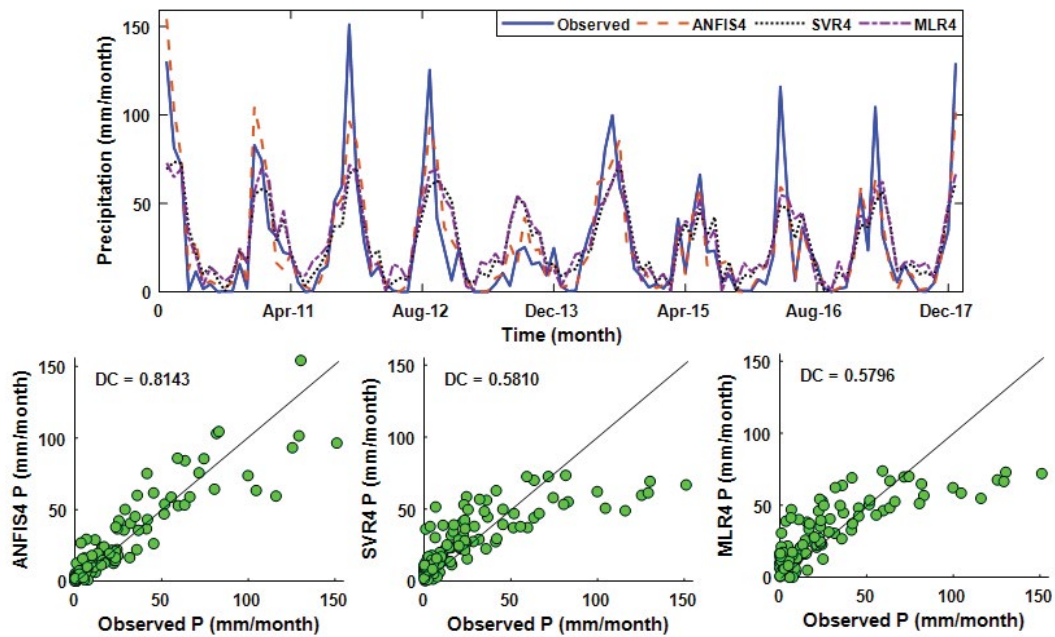 Observed ANFIS4 SVR4 MLR4
Precipitation (mm/month)
150
100
50
0
0 Apr-11 Aug-12 Dec-13 Apr-15 Aug-16 Dec-17
Time (month)
ANFIS4 P (mm/month)
150
100
50
0
DC = 0.8143
0 50 100 150
Observed P (mm/month)
SVR4 P (mm/month)
150
100
50
0
DC = 0.5810
0 50 100 150
Observed P (mm/month)
MLR4 P (mm/month)
150
100
50
0
DC = 0.5796
0 50 100 150
Observed P (mm/month)